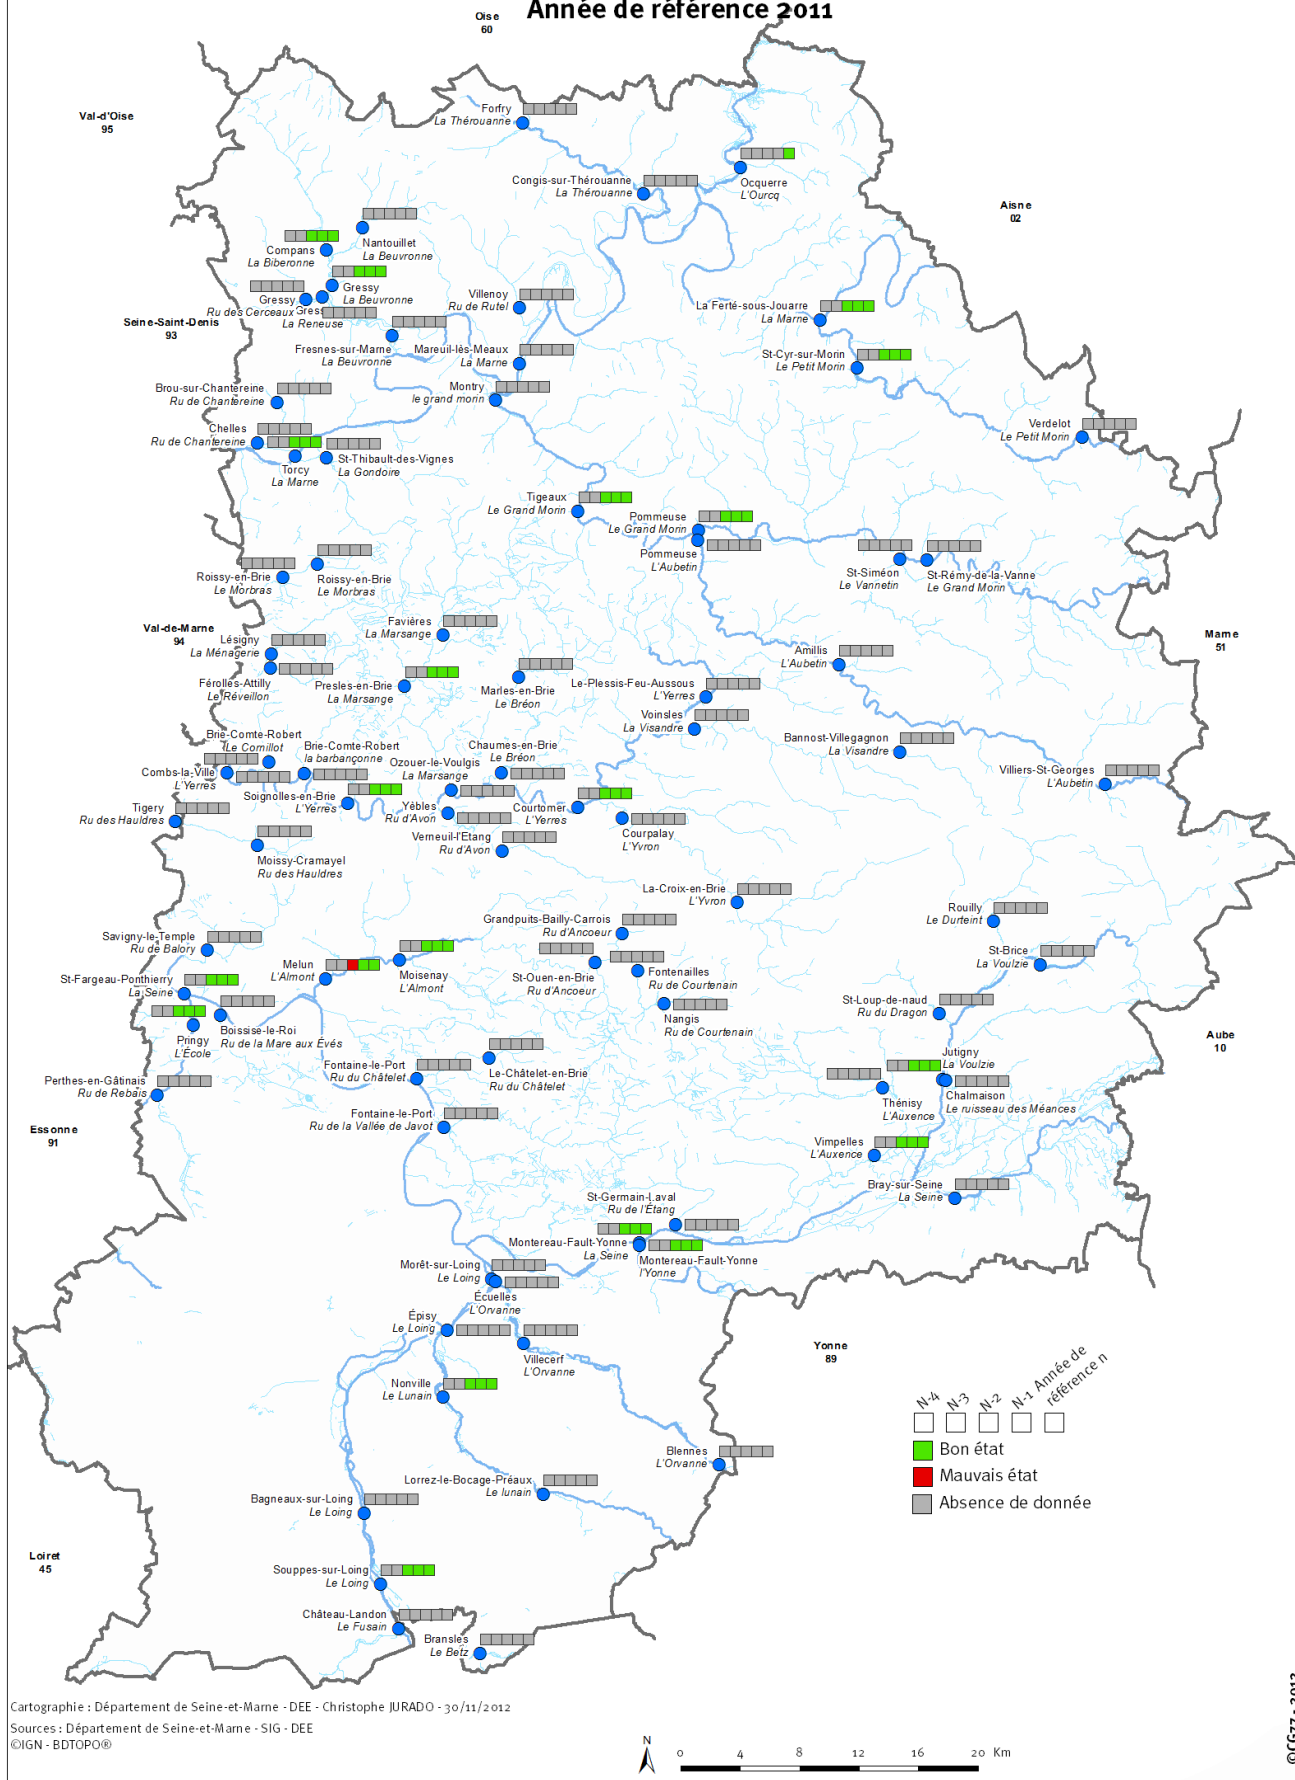 Année de référence 2011
Oise
60
Val-d'Oise
95
Forfry
La Thérouanne
Congis-sur-Thérouanne
La Thérouanne
Ocquerre
L'Ourcq
Aisne
02
Nantouillet
La Beuvronne
Compans
La Biberonne
Gressy
La Beuvronne
Gressy
Ru des Cerceaux
La Reneuse
Villenoy
Ru de Rutel
La Ferté-sous-Jouarre
La Marne
Seine-Saint-Denis
93
Fresnes-sur-Marne
La Beuvronne
Mareuil-lès-Meaux
La Marne
St-Cyr-sur-Morin
Le Petit Morin
Brou-sur-Chantereine
Ru de Chantereine
Montry
le grand morin
Verdelot
Le Petit Morin
Chelles
Ru de Chantereine
Torcy
La Marne
St-Thibault-des-Vignes
La Gondoire
Tigeaux
Le Grand Morin
Pommeuse
Le Grand Morin
Pommeuse
L'Aubetin
St-Siméon
Le Vannetin
St-Rémy-de-la-Vanne
Le Grand Morin
Roissy-en-Brie
Le Morbras
Roissy-en-Brie
Le Morbras
Val-de-Marne
94
Favières
La Marsange
Lésigny
La Ménagerie
Marne
51
Amillis
L'Aubetin
Férolles-Attilly
Le Réveillon
Presles-en-Brie
La Marsange
Marles-en-Brie
Le Bréon
Le-Plessis-Feu-Aussous
L'Yerres
Voinsles
La Visandre
Bannost-Villegagnon
La Visandre
Brie-Comte-Robert
Le Cornillot
Brie-Comte-Robert
la barbançonne
Chaumes-en-Brie
Le Bréon
Ozouer-le-Voulgis
La Marsange
Combs-la-Ville
L'Yerres
Villiers-St-Georges
L'Aubetin
Soignolles-en-Brie
L'Yerres
Tigery
Ru des Hauldres
Yèbles
Ru d'Avon
Courtomer
L'Yerres
Courpalay
L'Yvron
Verneuil-l'Etang
Ru d'Avon
Moissy-Cramayel
Ru des Hauldres
La-Croix-en-Brie
L'Yvron
Rouilly
Le Durteint
Grandpuits-Bailly-Carrois
Ru d'Ancoeur
Savigny-le-Temple
Ru de Balory
St-Brice
La Voulzie
Melun
L'Almont
Moisenay
L'Almont
St-Ouen-en-Brie
Ru d'Ancoeur
Fontenailles
Ru de Courtenain
St-Fargeau-Ponthierry
La Seine
St-Loup-de-naud
Ru du Dragon
Nangis
Ru de Courtenain
Boissise-le-Roi
Ru de la Mare aux Évés
Pringy
L'École
Aube
10
Jutigny
La Voulzie
Fontaine-le-Port
Ru du Châtelet
Le-Châtelet-en-Brie
Ru du Châtelet
Perthes-en-Gâtinais
Ru de Rebais
Thénisy
L'Auxence
Chalmaison
Le ruisseau des Méances
Fontaine-le-Port
Ru de la Vallée de Javot
Essonne
91
Vimpelles
L'Auxence
Bray-sur-Seine
La Seine
St-Germain-Laval
Ru de l'Étang
Montereau-Fault-Yonne
La Seine
Montereau-Fault-Yonne
l'Yonne
Morêt-sur-Loing
Le Loing
Écuelles
L'Orvanne
Épisy
Le Loing
Villecerf
L'Orvanne
Yonne
89
Nonville
Le Lunain
N-4 N-3 N-2 N-1 Année de
référence n
Bon état
Mauvais état
Absence de donnée
Blennes
L'Orvanne
Lorrez-le-Bocage-Préaux
Le lunain
Bagneaux-sur-Loing
Le Loing
Loiret
45
Souppes-sur-Loing
Le Loing
Château-Landon
Le Fusain
Bransles
Le Betz
Cartographie : Département de Seine-et-Marne - DEE - Christophe JURADO - 30/11/2012
Sources : Département de Seine-et-Marne - SIG - DEE
©IGN - BDTOPO®
N
0 4 8 12 16 20 Km
©CG77 - 2012